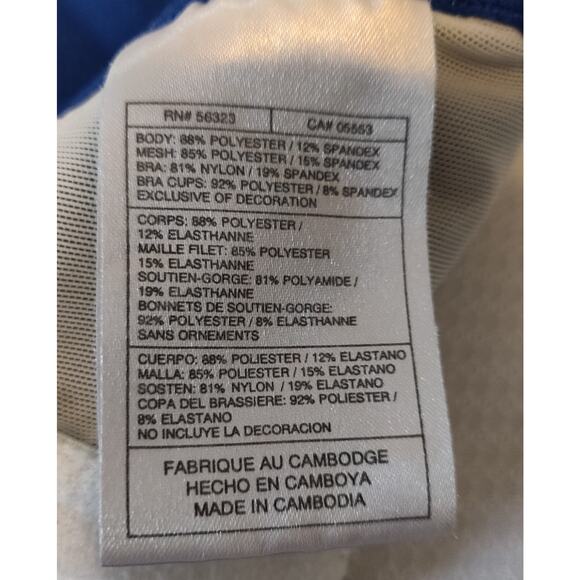 RN# 56323 CA# 05553
BODY: 88% POLYESTER / 12% SPANDEX
MESH: 85% POLYESTER / 15% SPANDEX
BRA: 81% NYLON / 19% SPANDEX
BRA CUPS: 92% POLYESTER / 8% SPANDEX
EXCLUSIVE OF DECORATION
CORPS: 88% POLYESTER /
12% ELASTHANNE
MAILLE FILET: 85% POLYESTER
15% ELASTHANNE
SOUTIEN-GORGE: 81% POLYAMIDE /
19% ELASTHANNE
BONNETS DE SOUTIEN-GORGE:
92% POLYESTER / 8% ELASTHANNE
SANS ORNEMENTS
CUERPO: 88% POLIESTER / 12% ELASTANO
MALLA: 85% POLIESTER / 15% ELASTANO
SOSTEN: 81% NYLON / 19% ELASTANO
COPA DEL BRASSIERE: 92% POLIESTER /
8% ELASTANO
NO INCLUYE LA DECORACION
FABRIQUE AU CAMBODGE
HECHO EN CAMBOYA
MADE IN CAMBODIA